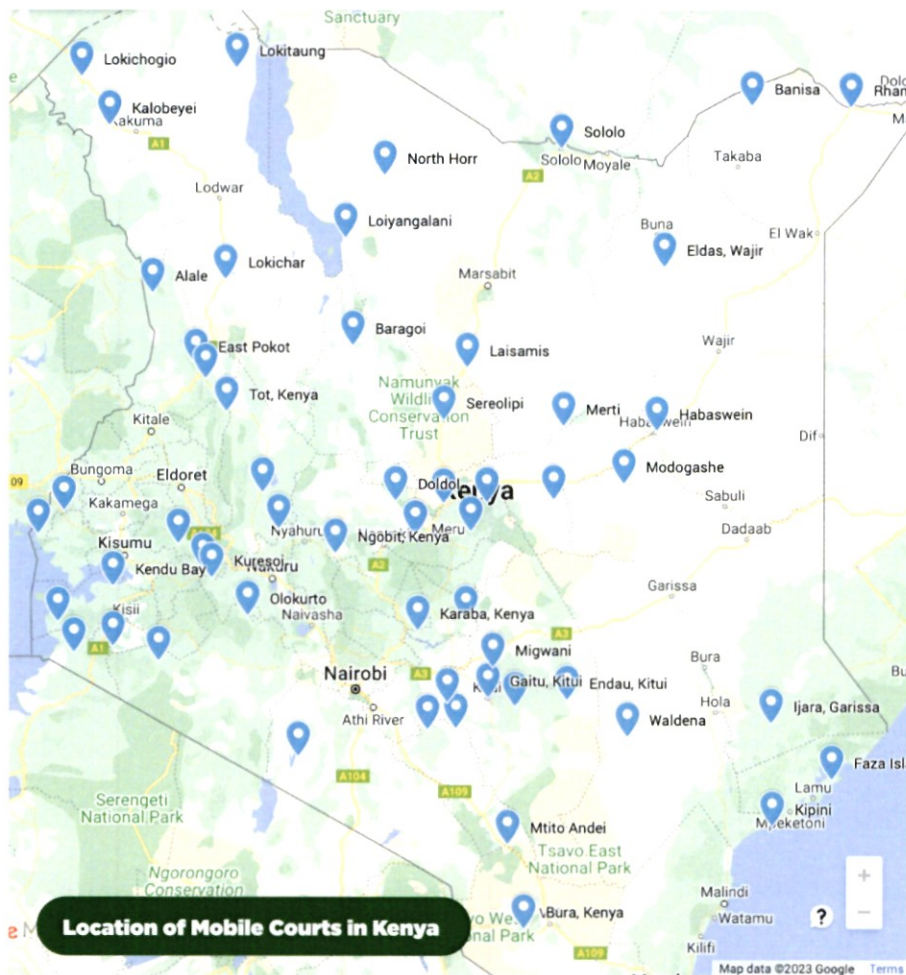 Sanctuary
Lokichogio
Lokitaung
Kalobeyei
Kakuma
A1
Banisa
Sololo
Sololo
Moyale
A2
Takaba
North Horr
Lodwar
Loiyangalani
Buna
El Wak
Eldas, Wajir
Lokichar
Alale
Marsabit
Baragoi
Laisamis
Wajir
East Pokot
Tot, Kenya
Namunyak
Wildli
Conservation
Trust
Sereolipi
Merti
Habaswein
Kitale
Dif
Bungoma
Eldoret
09
Doldol
Modogashe
Kakamega
Sabuli
Meru
Ngobit, Kenya
Dadaab
Kisumu
Kendu Bay
Kuresoi
A2
Garissa
Olokurto
Naivasha
Kisii
Karaba, Kenya
A1
A3
Migwani
A3
Bura
Nairobi
Gaitu, Kitui
Endau, Kitui
Athi River
Hola
Ijara, Garissa
Waldena
A104
Faza Isl
A109
Lamu
Kipini
Serengeti
National Park
Mtito Andei
Tsavo East
National Park
Ngorongoro
Conservation
Malindi
Watamu
Bura, Kenya
National Park
Kilifi
A109
Location of Mobile Courts in Kenya
+
−
?
Map data ©2023 Google
Terms